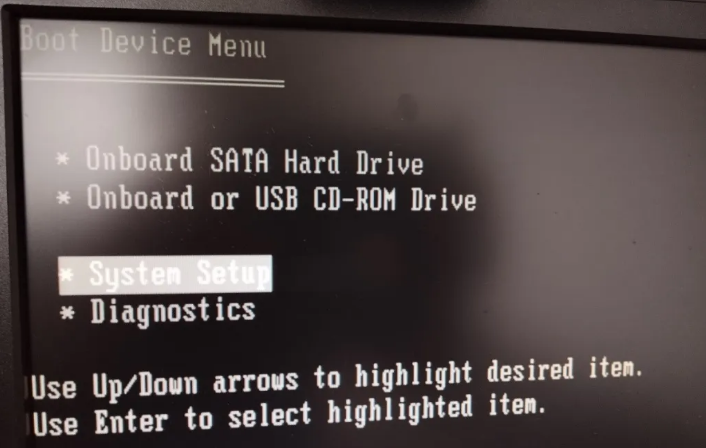 Boot Device Menu
* Onboard SATA Hard Drive
* Onboard or USB CD-ROM Drive
* System Setup
* Diagnostics
Use Up/Down arrows to highlight desired item.
Use Enter to select highlighted item.